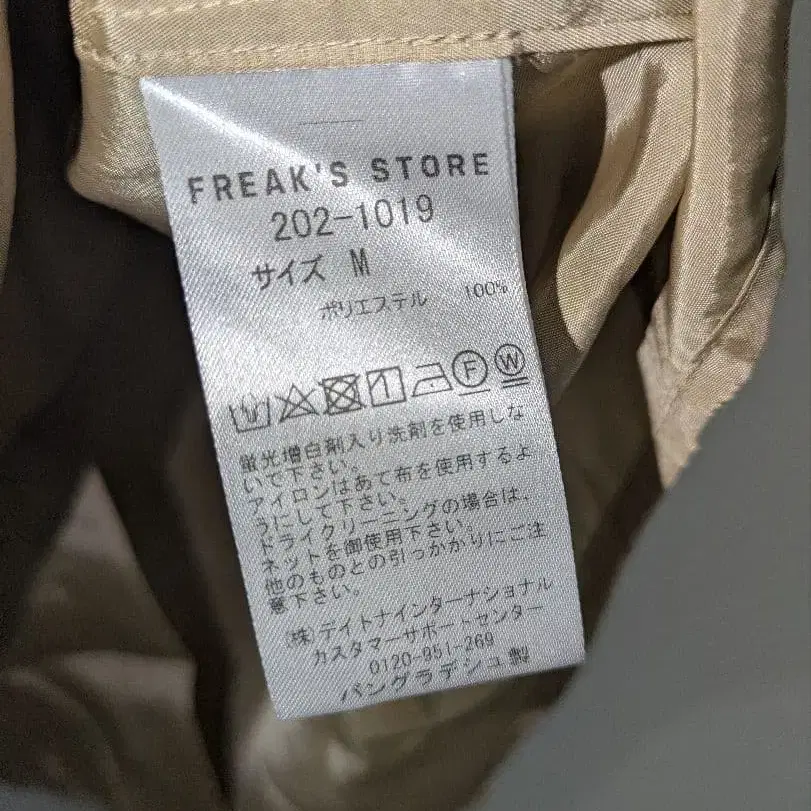 FREAK'S STORE
202-1019
サイズ M
ポリエステル 100%
F W
蛍光増白剤入り洗剤を使用しな
いで下さい。
アイロンはあて布を使用するよ
うにして下さい。
ドライクリーニングの場合は、
ネットを御使用下さい。
他のものとの引っかかりにご注
意下さい。
(株)デイトナインターナショナル
カスタマーサポートセンター
0120-951-269
バングラデシュ製